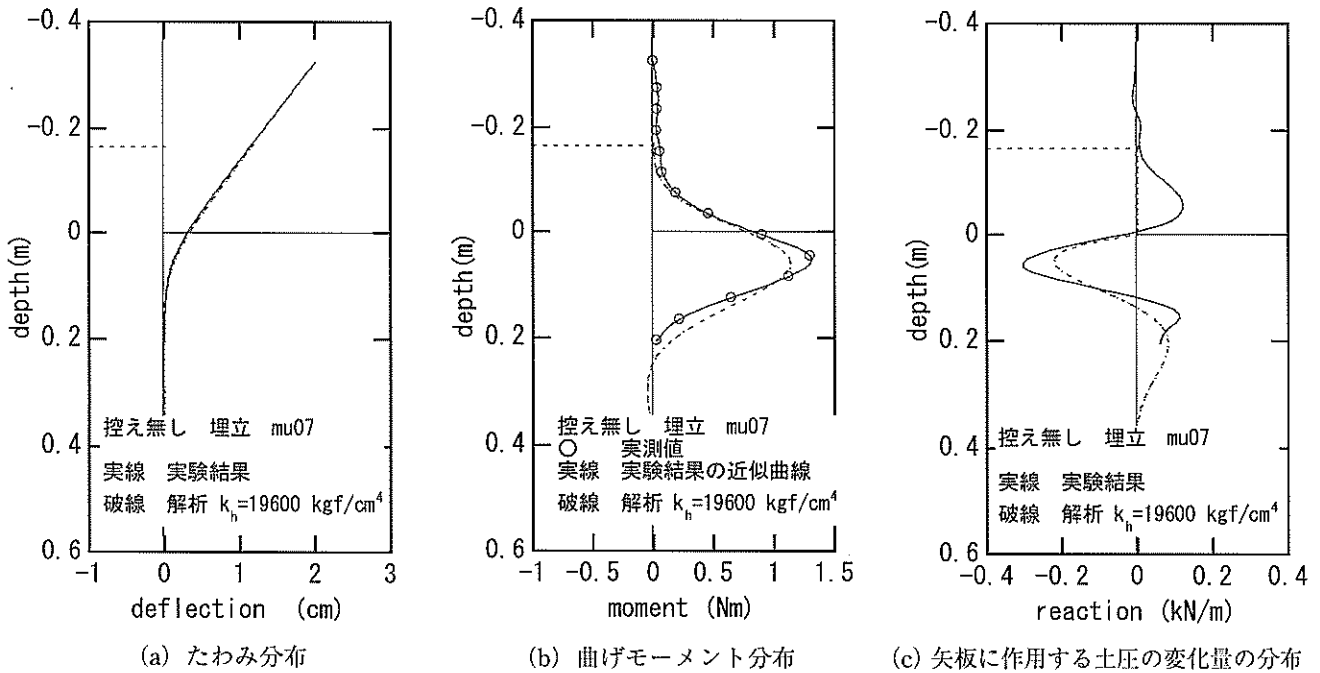 -0.4
-0.2
0
0.2
0.4
0.6
depth(m)
控え無し 埋立 mu07
実線 実験結果
破線 解析 k_h=19600 kgf/cm⁴
-1 0 1 2 3
deflection (cm)
(a) たわみ分布
-0.4
-0.2
0
0.2
0.4
0.6
depth(m)
控え無し 埋立 mu07
○ 実測値
実線 実験結果の近似曲線
破線 解析 k_h=19600 kgf/cm⁴
-1 -0.5 0 0.5 1 1.5
moment (Nm)
(b) 曲げモーメント分布
-0.4
-0.2
0
0.2
0.4
0.6
depth(m)
控え無し 埋立 mu07
実線 実験結果
破線 解析 k_h=19600 kgf/cm⁴
-0.4 -0.2 0 0.2 0.4
reaction (kN/m)
(c) 矢板に作用する土圧の変化量の分布